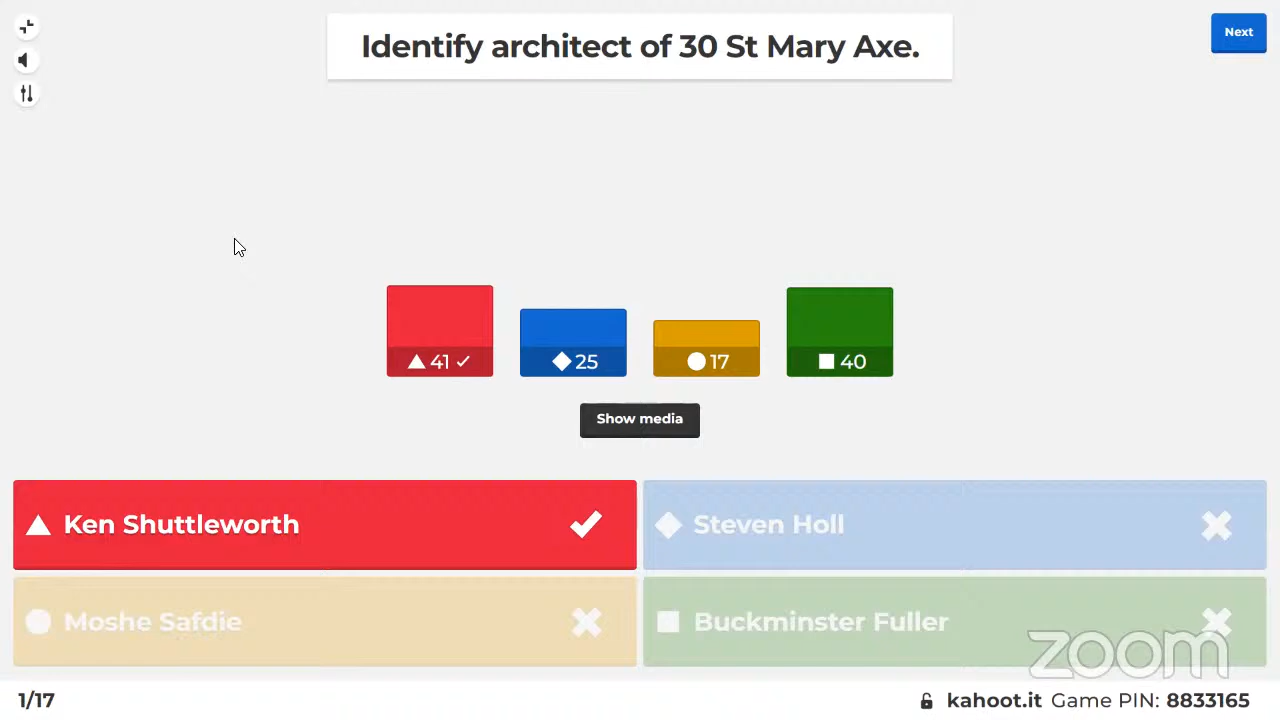 Identify architect of 30 St Mary Axe.
Next
41
25
17
40
Show media
Ken Shuttleworth
Steven Holl
Moshe Safdie
Buckminster Fuller
zoom
1/17
kahoot.it Game PIN: 8833165